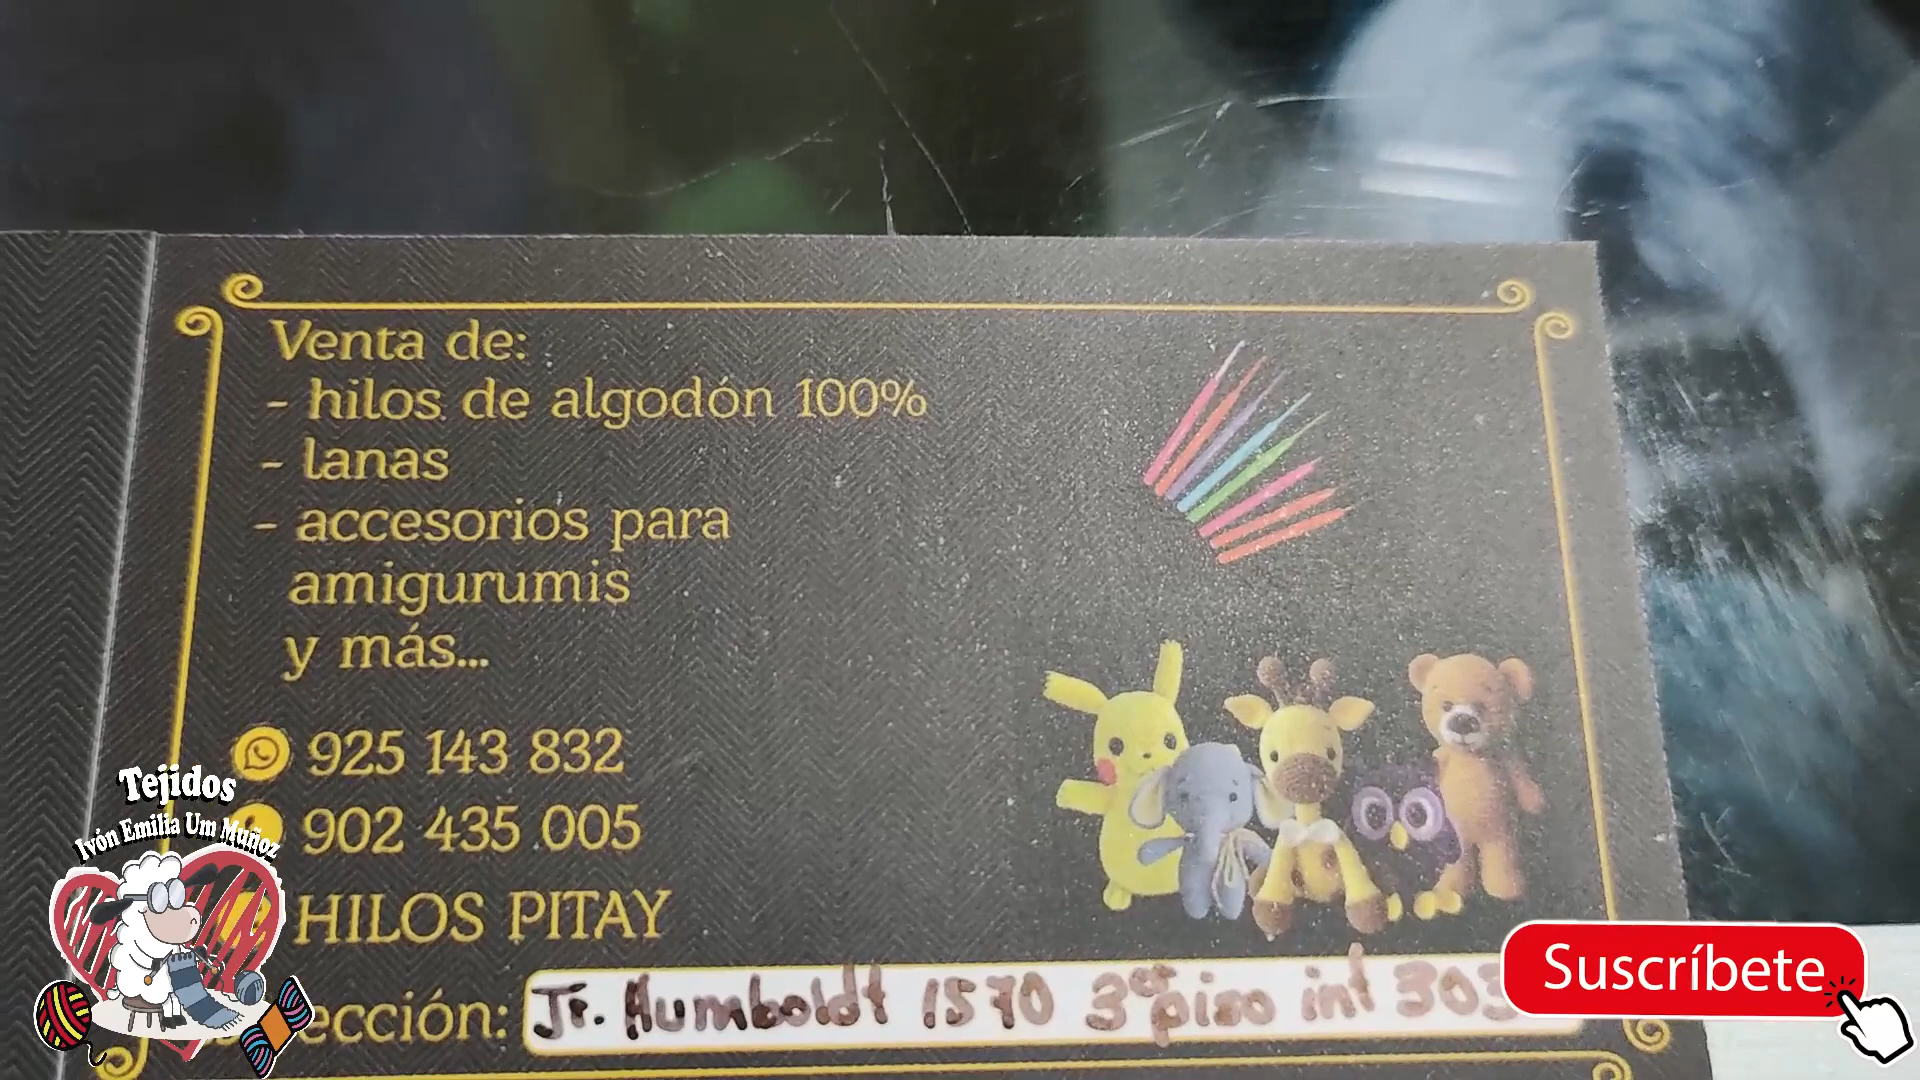 Venta de:
- hilos de algodón 100%
- lanas
- accesorios para
amigurumis
y más...
925 143 832
902 435 005
HILOS PITAY
ección: Jr. Humboldt 1570 3er piso int 303
Tejidos
Ivón Emilia Um Muñoz
Suscríbete